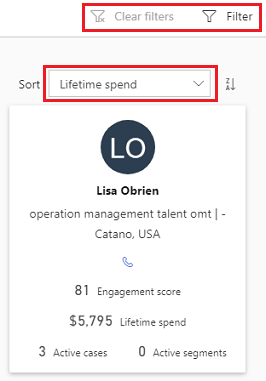 Clear filters Filter
Sort Lifetime spend
LO
Lisa Obrien
operation management talent omt | -
Catano, USA
81 Engagement score
$5,795 Lifetime spend
3 Active cases 0 Active segments